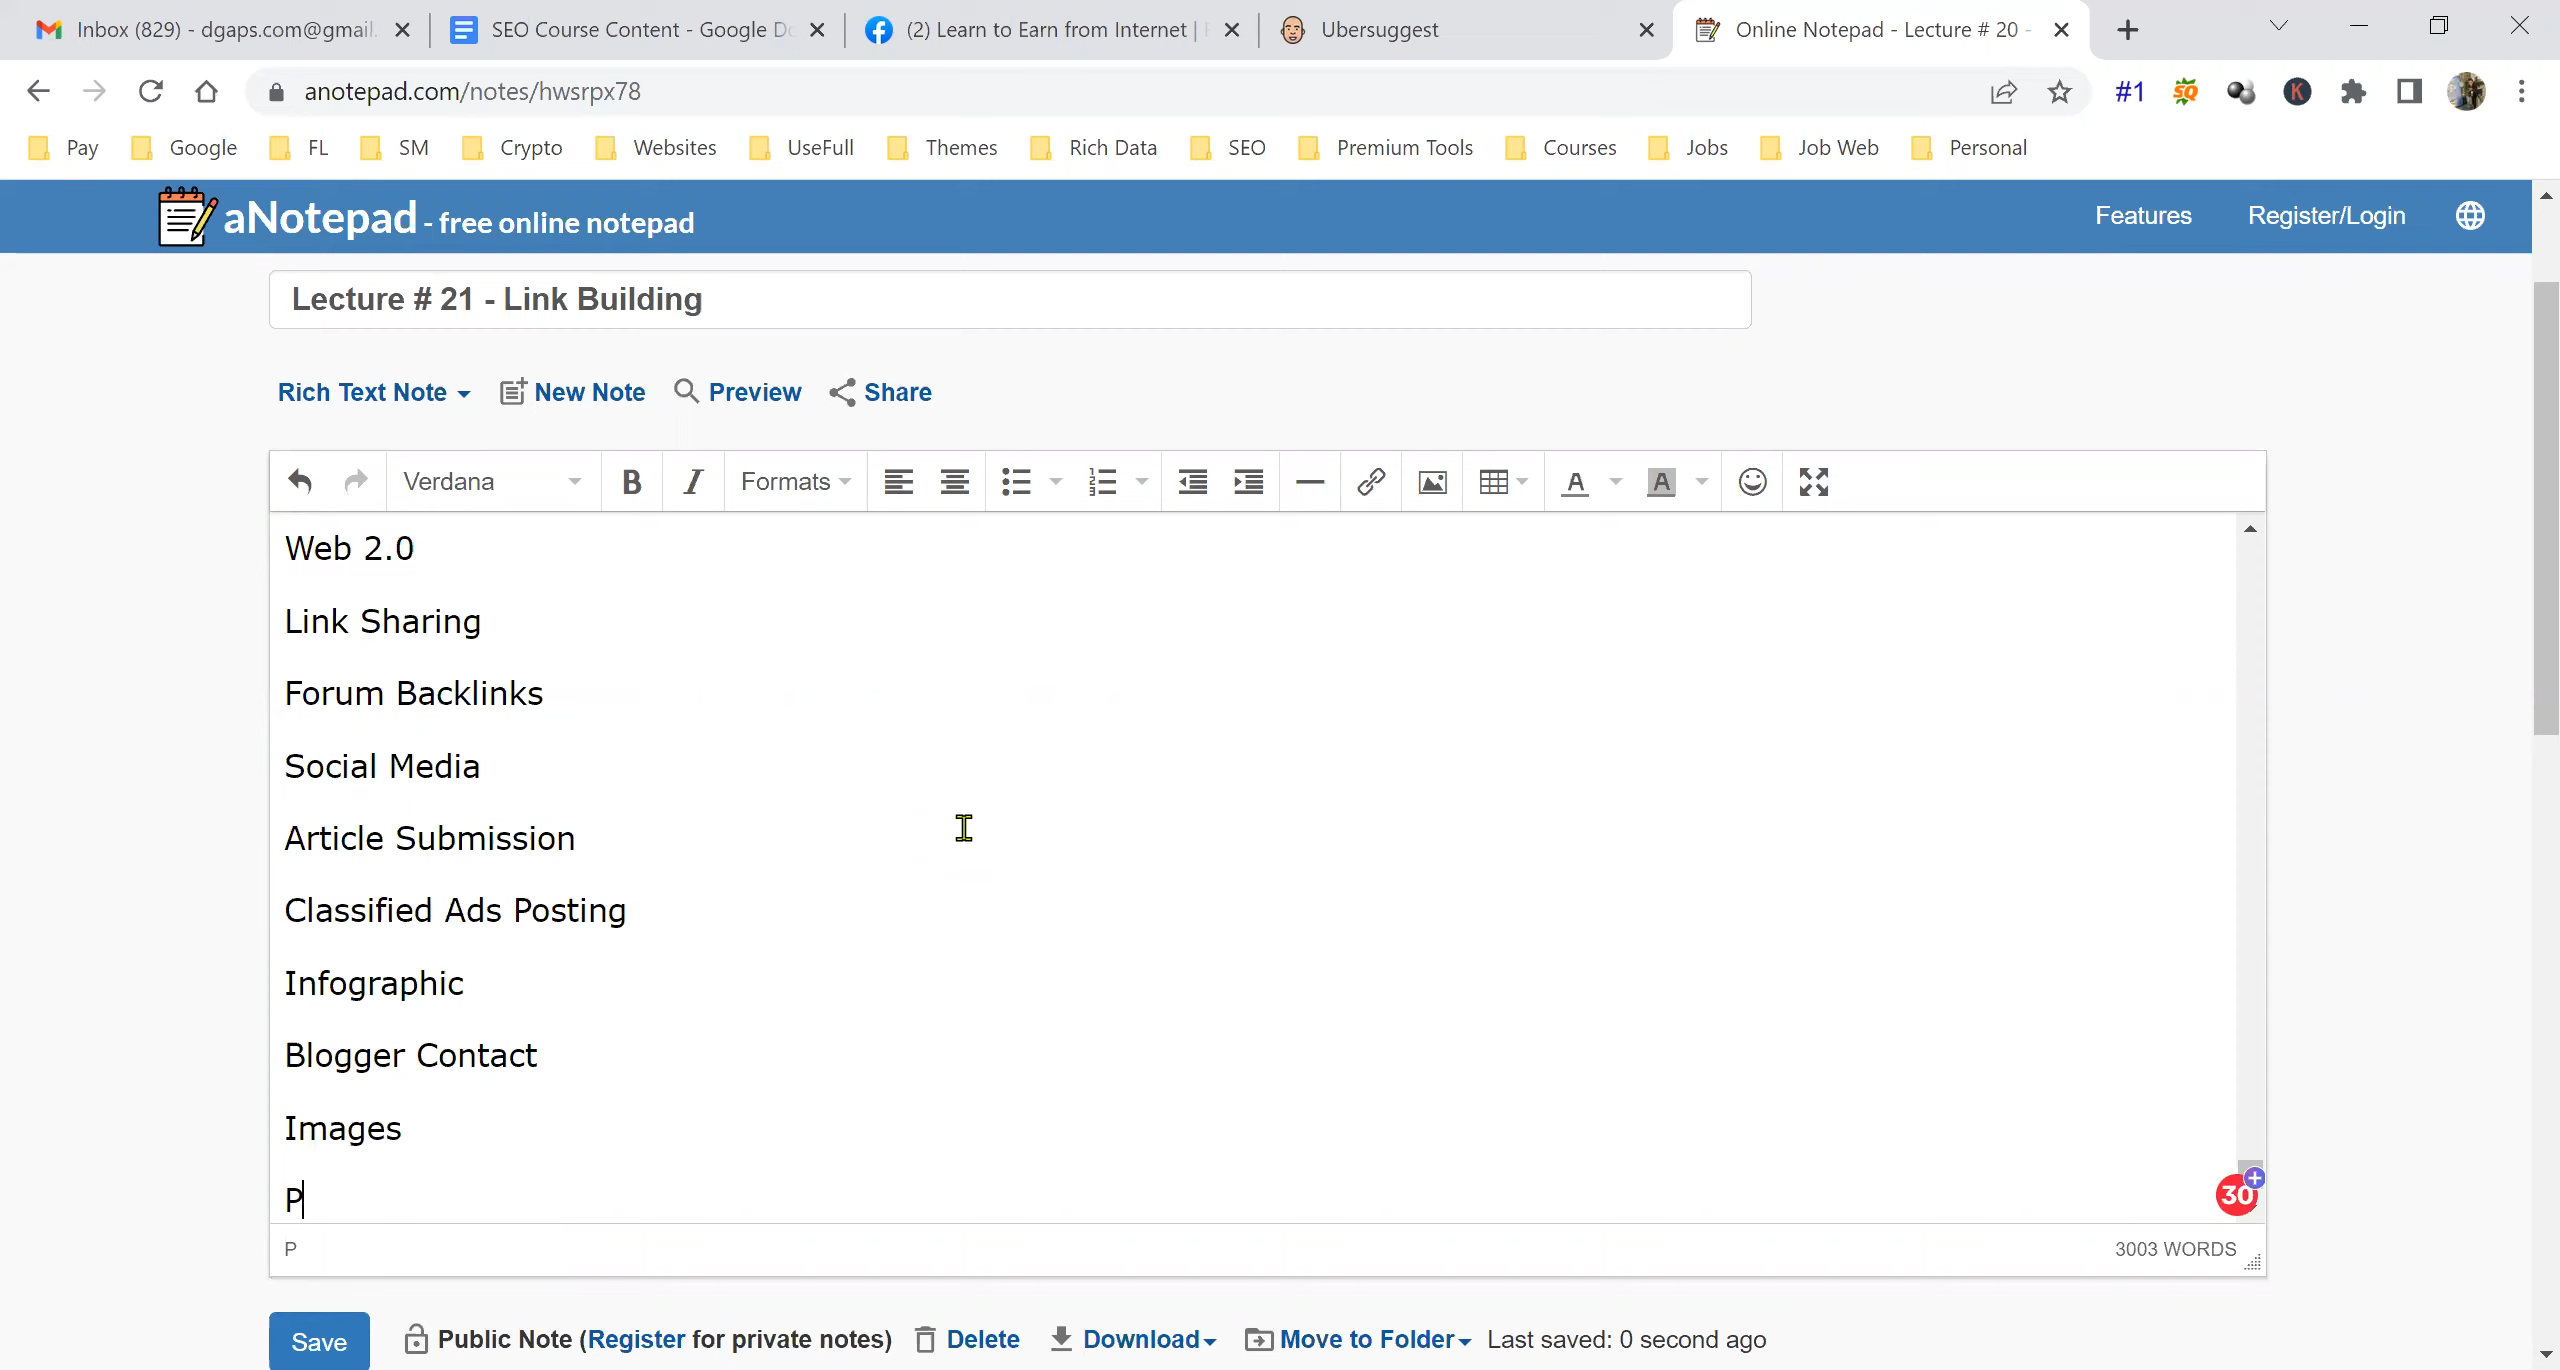 Inbox (829) - dgaps.com@gmail. SEO Course Content - Google Do (2) Learn to Earn from Internet | F Ubersuggest Online Notepad - Lecture # 20 -
anotepad.com/notes/hwsrpx78 #1 SQ K
Pay Google FL SM Crypto Websites UseFull Themes Rich Data SEO Premium Tools Courses Jobs Job Web Personal
aNotepad - free online notepad Features Register/Login
Lecture # 21 - Link Building
Rich Text Note New Note Preview Share
Verdana B I Formats A A
Web 2.0
Link Sharing
Forum Backlinks
Social Media
Article Submission
Classified Ads Posting
Infographic
Blogger Contact
Images
P
30
P 3003 WORDS
Save Public Note (Register for private notes) Delete Download Move to Folder Last saved: 0 second ago